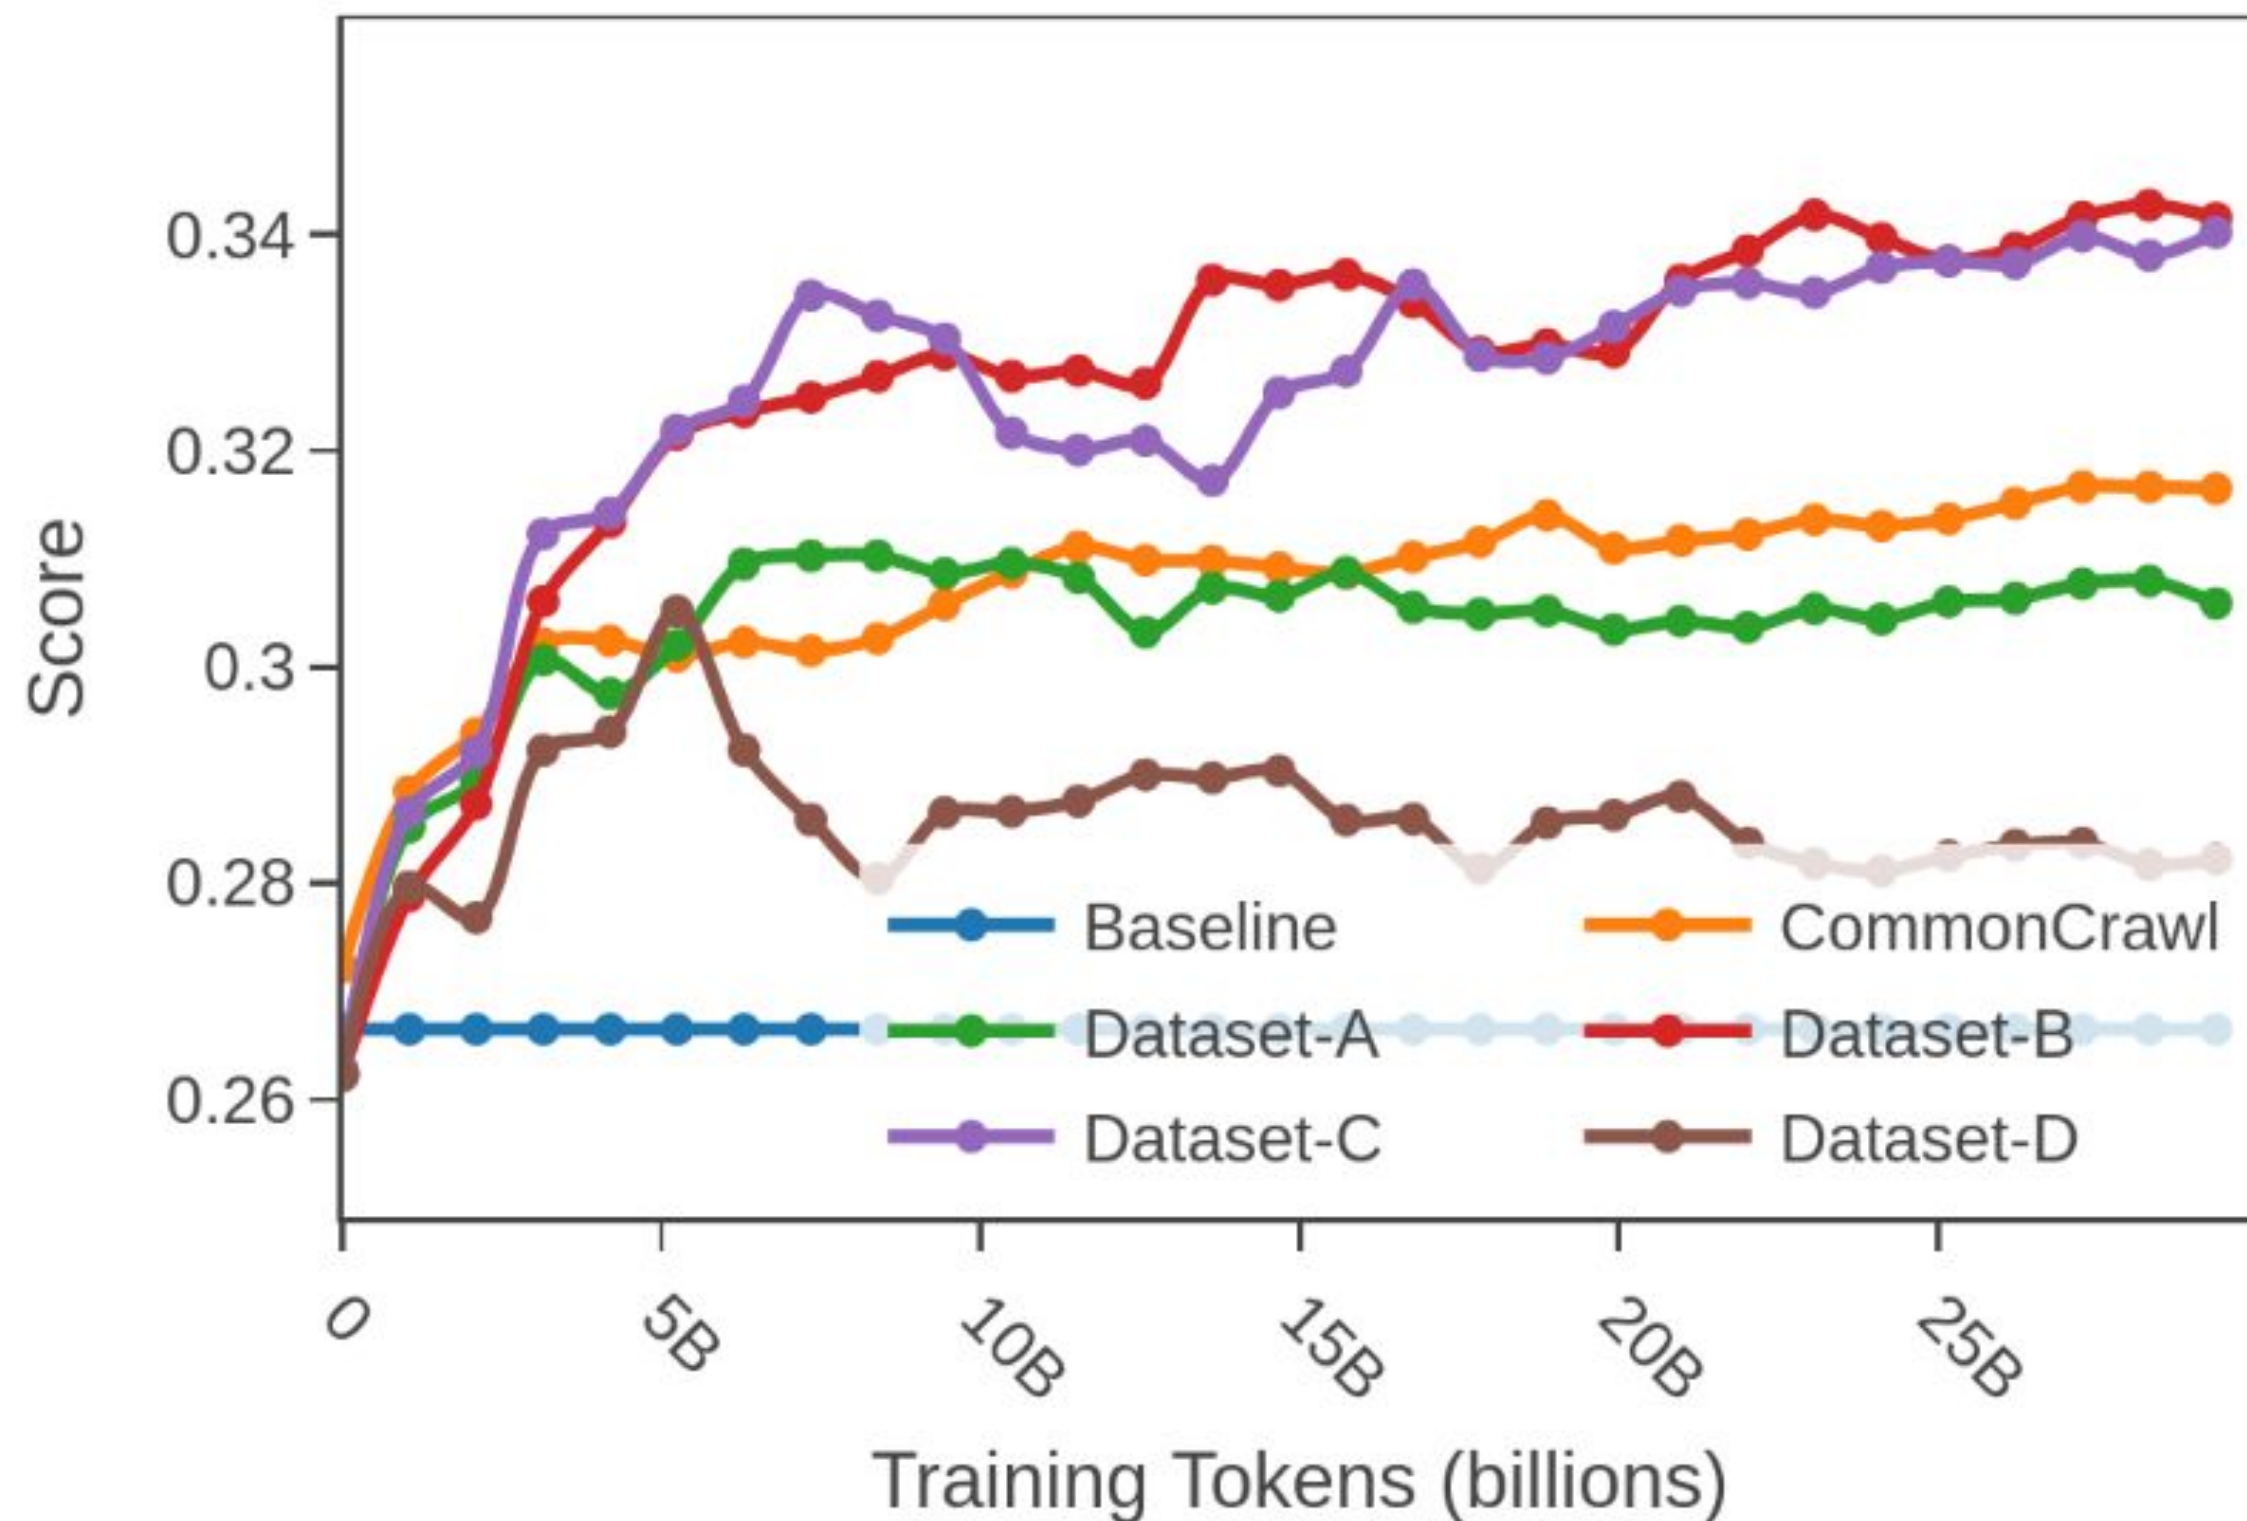 0.34
0.32
0.3
0.28
0.26
Score
Baseline
CommonCrawl
Dataset-A
Dataset-B
Dataset-C
Dataset-D
0
5B
10B
15B
20B
25B
Training Tokens (billions)